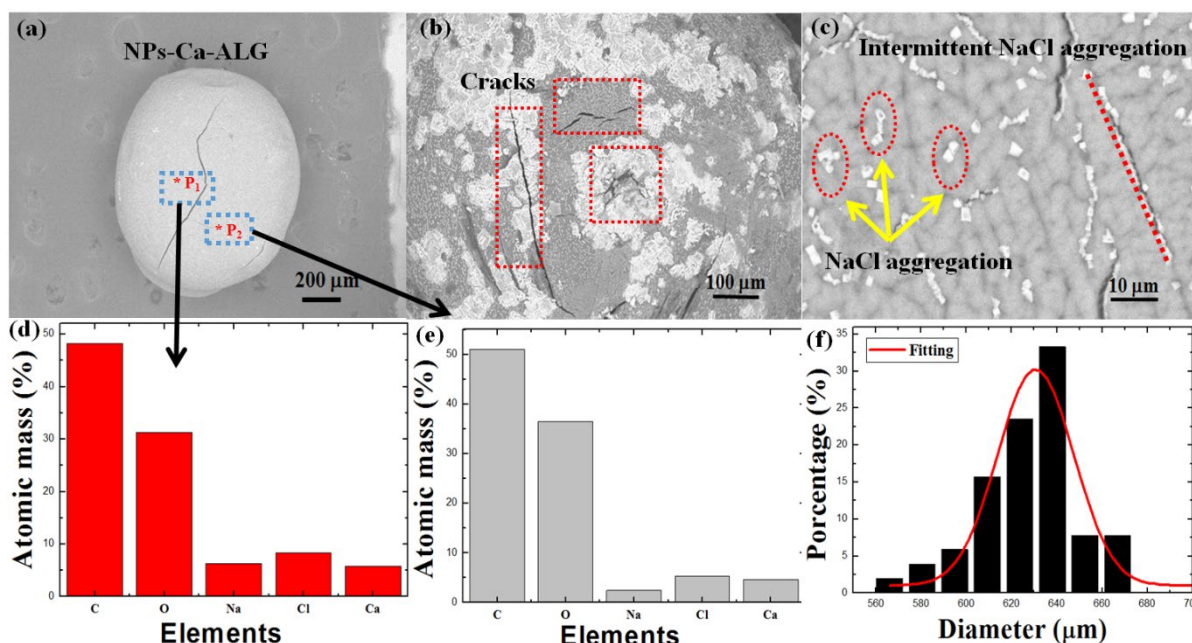 (a)
NPs-Ca-ALG
* P₁
* P₂
200 μm
(b)
Cracks
100 μm
(c)
Intermittent NaCl aggregation
NaCl aggregation
10 μm
(d)
50
40
30
20
10
0
Atomic mass (%)
C O Na Cl Ca
Elements
(e)
50
40
30
20
10
0
Atomic mass (%)
C O Na Cl Ca
Elements
(f)
Fitting
35
30
25
20
15
10
5
0
Porcentage (%)
560 580 600 620 640 660 680
Diameter (μm)